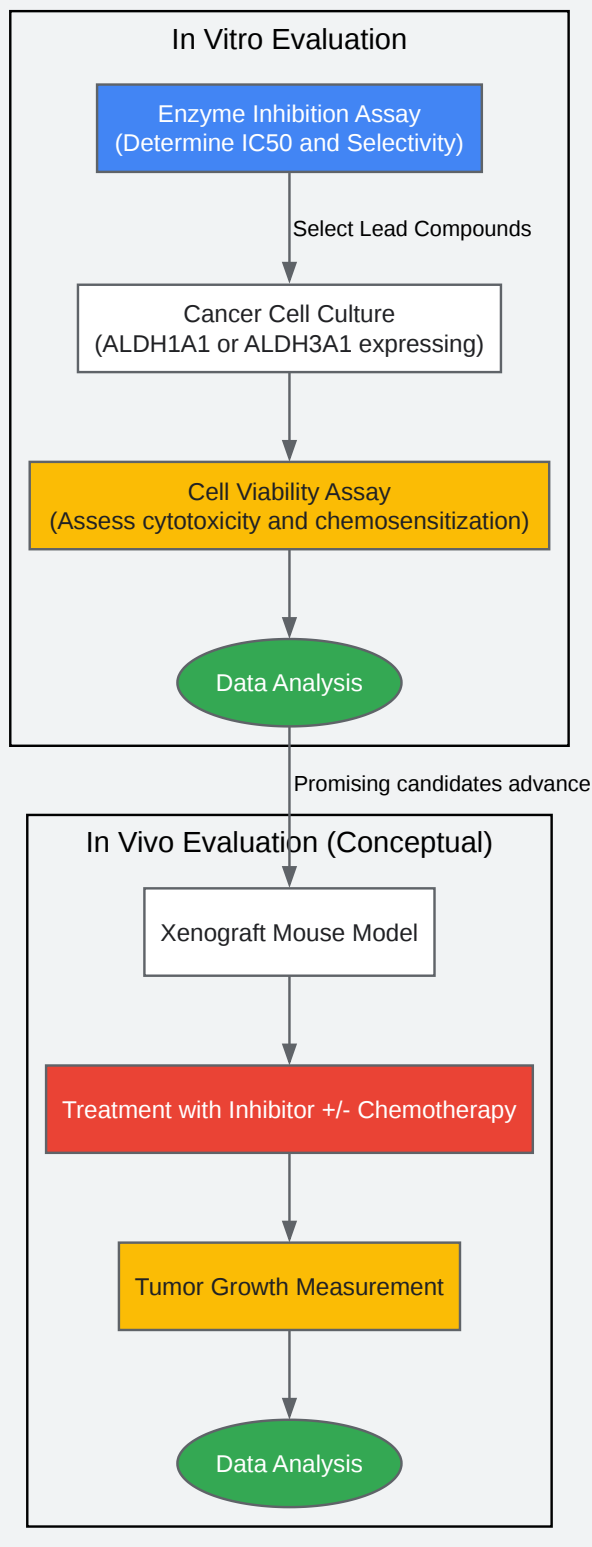 In Vitro Evaluation
Enzyme Inhibition Assay
(Determine IC50 and Selectivity)
Select Lead Compounds
Cancer Cell Culture
(ALDH1A1 or ALDH3A1 expressing)
Cell Viability Assay
(Assess cytotoxicity and chemosensitization)
Data Analysis
Promising candidates advance
In Vivo Evaluation (Conceptual)
Xenograft Mouse Model
Treatment with Inhibitor +/- Chemotherapy
Tumor Growth Measurement
Data Analysis